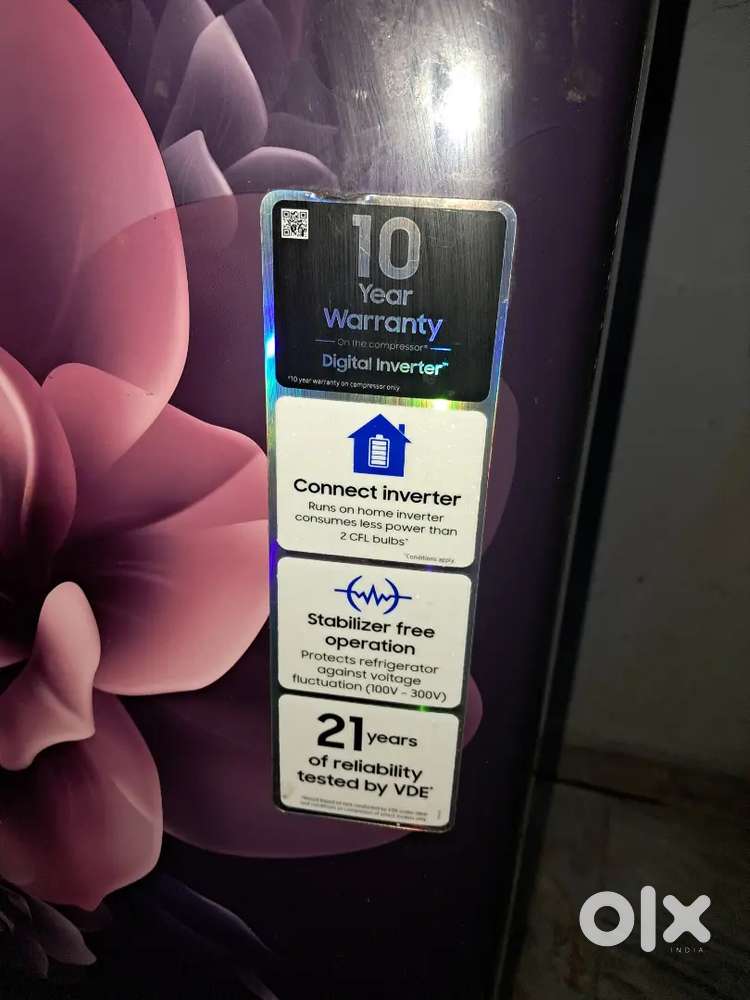 10
Year
Warranty
On the compressor*
Digital Inverter™
*10 year warranty on compressor only.
Connect inverter
Runs on home inverter
consumes less power than
2 CFL bulbs*
*Conditions apply.
Stabilizer free
operation
Protects refrigerator
against voltage
fluctuation (100V – 300V)
21 years
of reliability
tested by VDE*
olx
INDIA